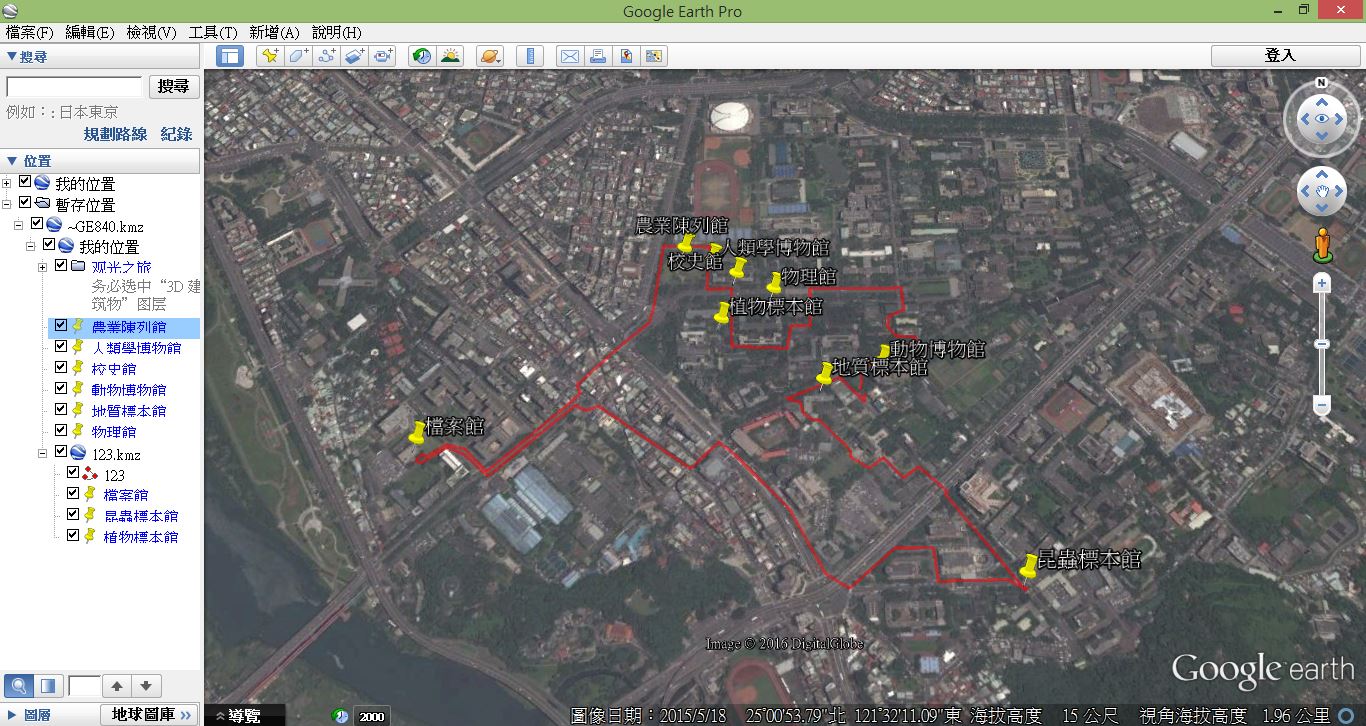 Google Earth Pro
檔案(F) 編輯(E) 檢視(V) 工具(T) 新增(A) 說明(H)
搜尋
登入
搜尋
例如：: 日本東京
規劃路線 紀錄
位置
我的位置
暫存位置
~GE840.kmz
我的位置
观光之旅
务必选中“3D 建
筑物”图层
農業陳列館
人類學博物館
校史館
動物博物館
地質標本館
物理館
123.kmz
123
檔案館
昆蟲標本館
植物標本館
圖層
地球圖庫 >>
N
農業陳列館
人類學博物館
校史館
物理館
植物標本館
動物博物館
地質標本館
檔案館
昆蟲標本館
Image © 2016 DigitalGlobe
Google earth
導覽
2000
圖像日期：2015/5/18 25°00'53.79"北 121°32'11.09"東 海拔高度 15 公尺 視角海拔高度 1.96 公里